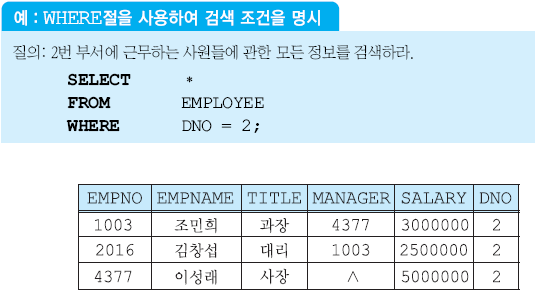 예 : WHERE절을 사용하여 검색 조건을 명시
질의: 2번 부서에 근무하는 사원들에 관한 모든 정보를 검색하라.
SELECT *
FROM EMPLOYEE
WHERE DNO = 2;
EMPNO EMPNAME TITLE MANAGER SALARY DNO
1003 조민희 과장 4377 3000000 2
2016 김창섭 대리 1003 2500000 2
4377 이성래 사장 ∧ 5000000 2